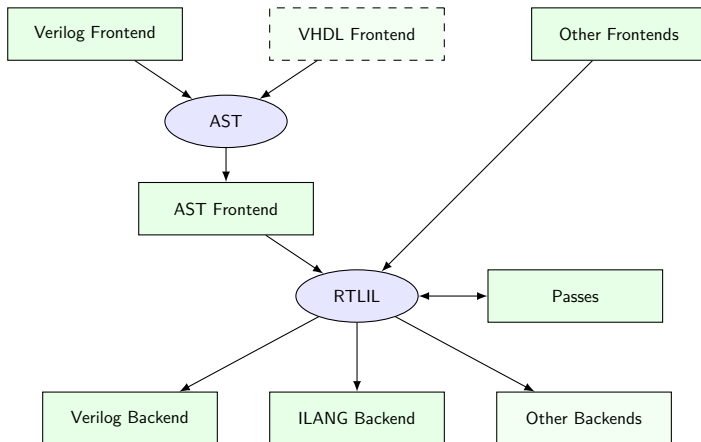 Verilog Frontend
VHDL Frontend
Other Frontends
AST
AST Frontend
RTLIL
Passes
Verilog Backend
ILANG Backend
Other Backends